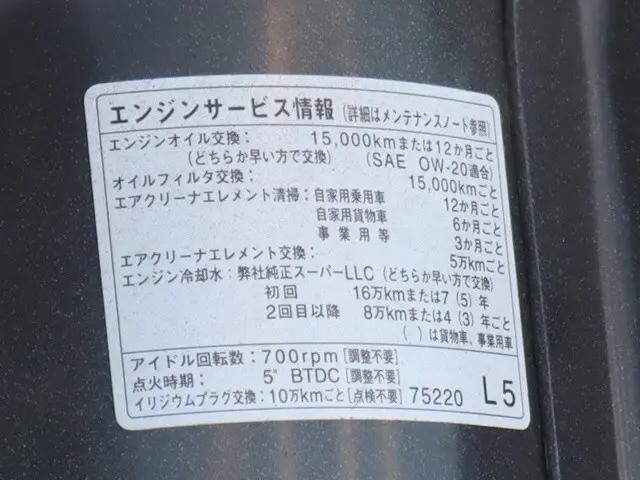 エンジンサービス情報（詳細はメンテナンスノート参照）
エンジンオイル交換： 15,000kmまたは12か月ごと
（どちらか早い方で交換）（SAE 0W-20適合）
オイルフィルタ交換： 15,000kmごと
エアクリーナエレメント清掃：自家用乗用車 12か月ごと
自家用貨物車 6か月ごと
事業用等 3か月ごと
エアクリーナエレメント交換： 5万kmごと
エンジン冷却水：弊社純正スーパーLLC（どちらか早い方で交換）
初回 16万kmまたは7（5）年
2回目以降 8万kmまたは4（3）年ごと
（ ）は貨物車、事業用車
アイドル回転数：700rpm［調整不要］
点火時期： 5° BTDC［調整不要］
イリジウムプラグ交換：10万kmごと［点検不要］ 75220 L5